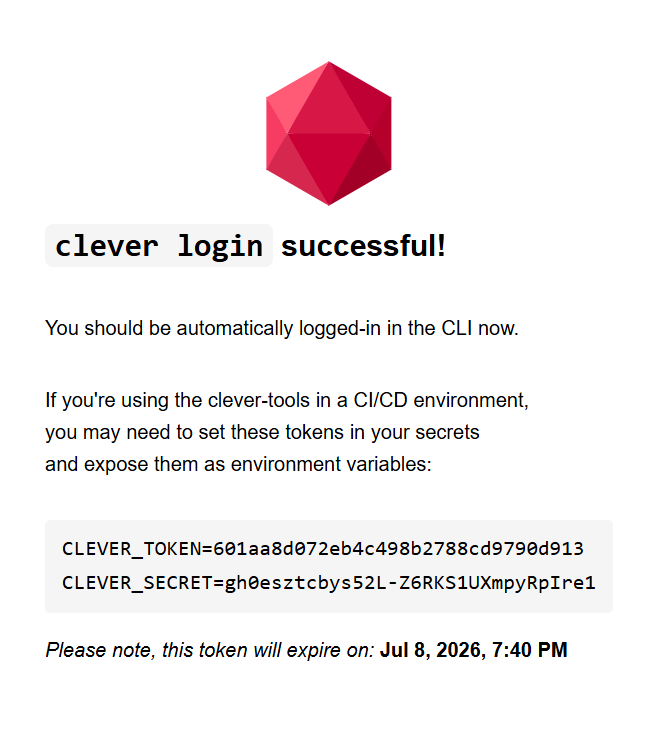 clever login successful!
You should be automatically logged-in in the CLI now.
If you're using the clever-tools in a CI/CD environment,
you may need to set these tokens in your secrets
and expose them as environment variables:
CLEVER_TOKEN=601aa8d072eb4c498b2788cd9790d913
CLEVER_SECRET=gh0esztcbys52L-Z6RKS1UXmpyRpIre1
Please note, this token will expire on: Jul 8, 2026, 7:40 PM